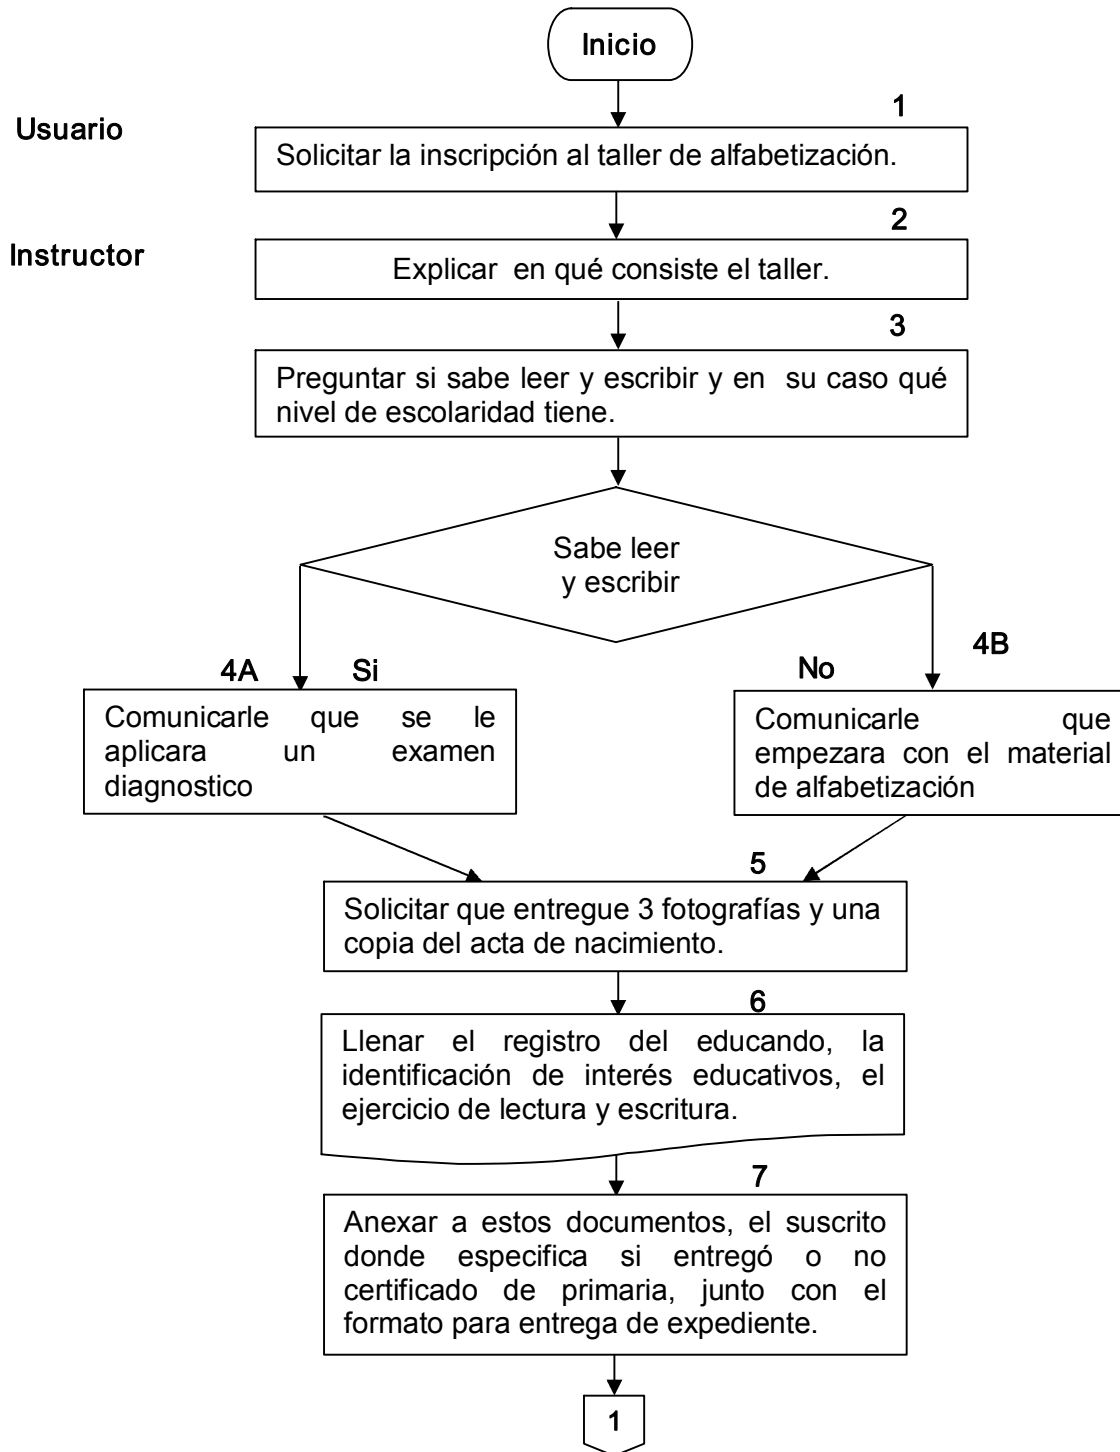 Inicio
1
Usuario
Solicitar la inscripción al taller de alfabetización.
2
Instructor
Explicar en qué consiste el taller.
3
Preguntar si sabe leer y escribir y en su caso qué
nivel de escolaridad tiene.
Sabe leer
y escribir
4A Si
No 4B
Comunicarle que se le
aplicara un examen
diagnostico
Comunicarle que
empezara con el material
de alfabetización
5
Solicitar que entregue 3 fotografías y una
copia del acta de nacimiento.
6
Llenar el registro del educando, la
identificación de interés educativos, el
ejercicio de lectura y escritura.
7
Anexar a estos documentos, el suscrito
donde especifica si entregó o no
certificado de primaria, junto con el
formato para entrega de expediente.
1